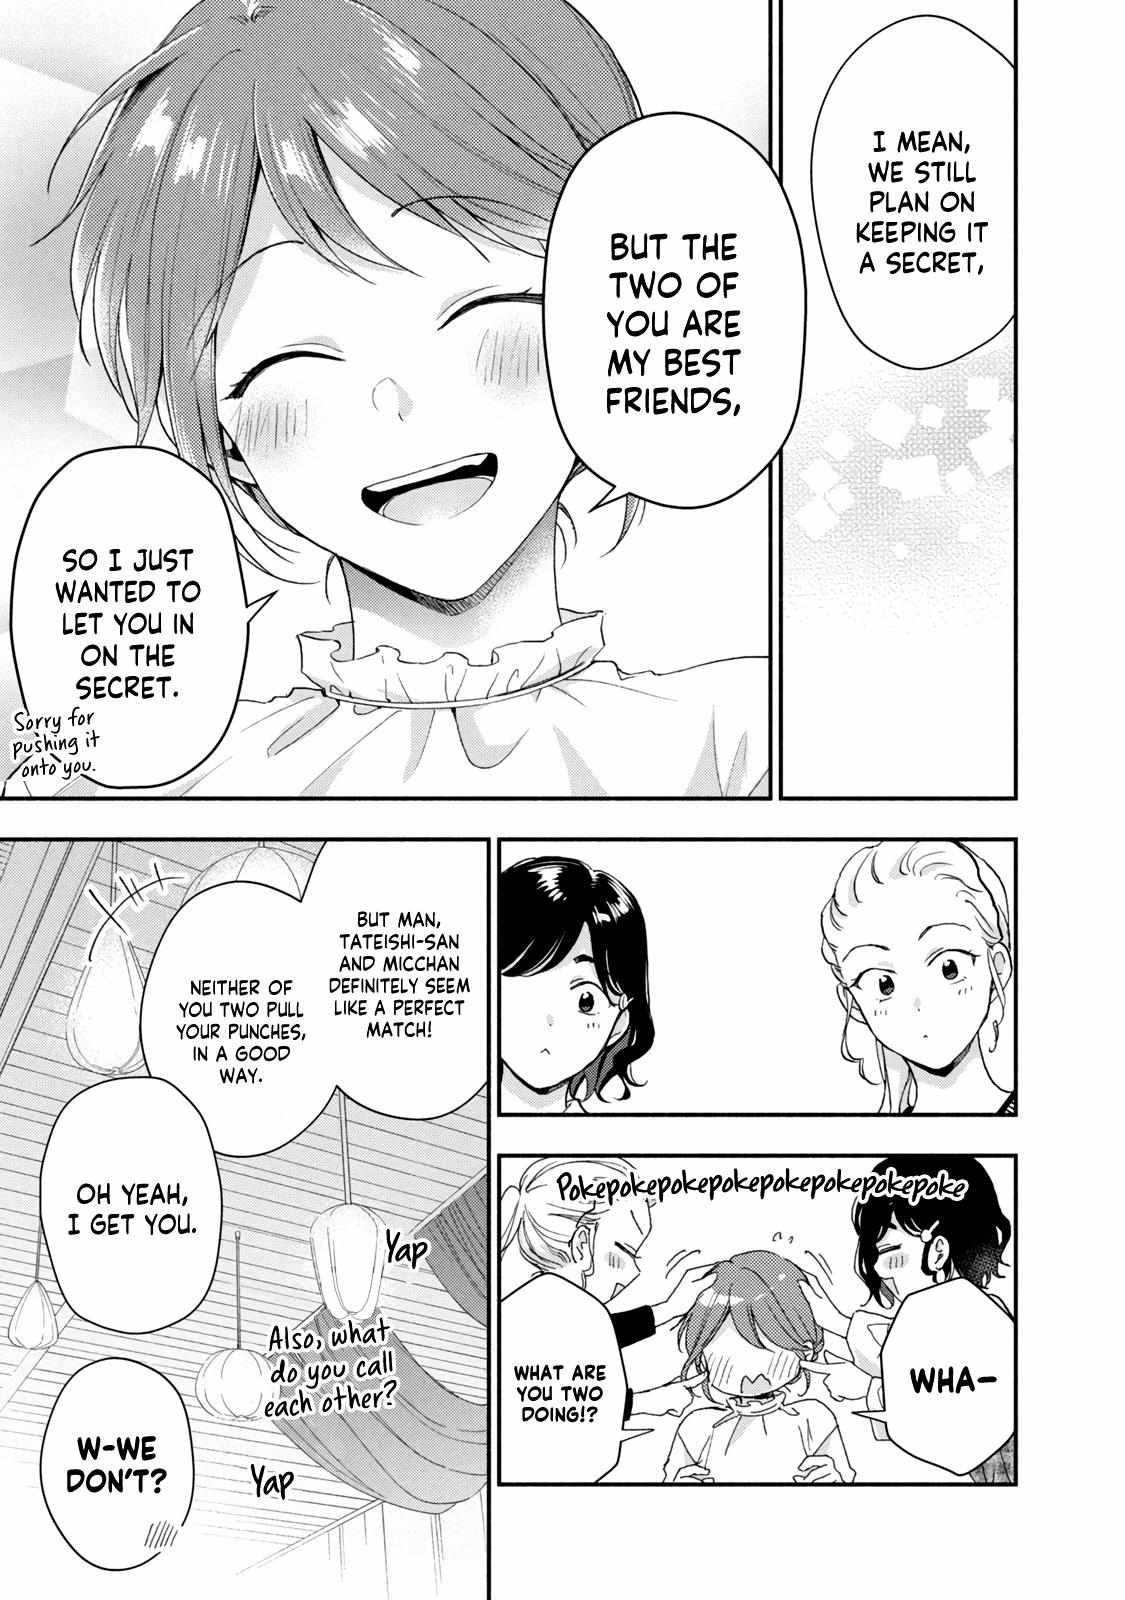 I MEAN,
WE STILL
PLAN ON
KEEPING IT
A SECRET,
BUT THE
TWO OF
YOU ARE
MY BEST
FRIENDS,
SO I JUST
WANTED TO
LET YOU IN
ON THE
SECRET.
Sorry for
pushing it
onto you.
Pokepokepokepokepokepokepokepoke
WHA-
WHAT ARE
YOU TWO
DOING!?
BUT MAN,
TATEISHI-SAN
AND MICCHAN
DEFINITELY SEEM
LIKE A PERFECT
MATCH!
NEITHER OF
YOU TWO PULL
YOUR PUNCHES,
IN A GOOD
WAY.
OH YEAH,
I GET YOU.
Yap
Also, what
do you call
each other?
Yap
W-WE
DON'T?